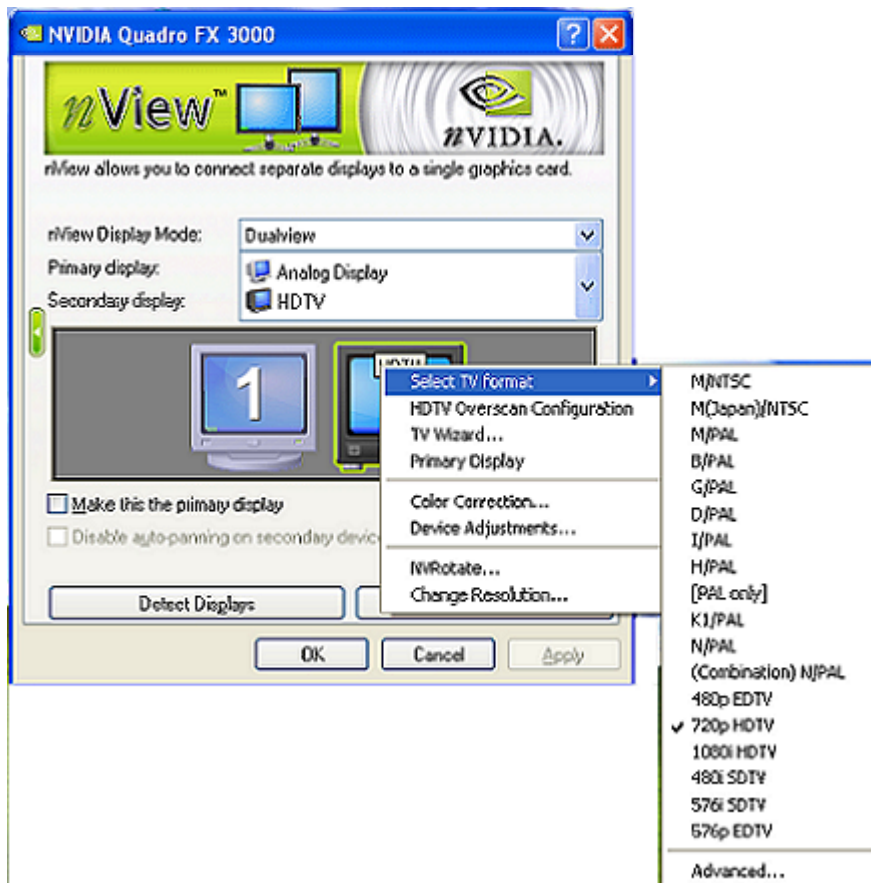 NVIDIA Quadro FX 3000
nView™
nVIDIA.
nView allows you to connect separate displays to a single graphics card.
nView Display Mode: Dualview
Primary display: Analog Display
Secondary display: HDTV
1
HDTV
Make this the primary display
Disable auto-panning on secondary device
Detect Displays
OK Cancel Apply
Select TV format
HDTV Overscan Configuration
TV Wizard...
Primary Display
Color Correction...
Device Adjustments...
NVRotate...
Change Resolution...
M/NTSC
M(Japan)/NTSC
M/PAL
B/PAL
G/PAL
D/PAL
I/PAL
H/PAL
[PAL only]
K1/PAL
N/PAL
(Combination) N/PAL
480p EDTV
720p HDTV
1080i HDTV
480i SDTV
576i SDTV
576p EDTV
Advanced...